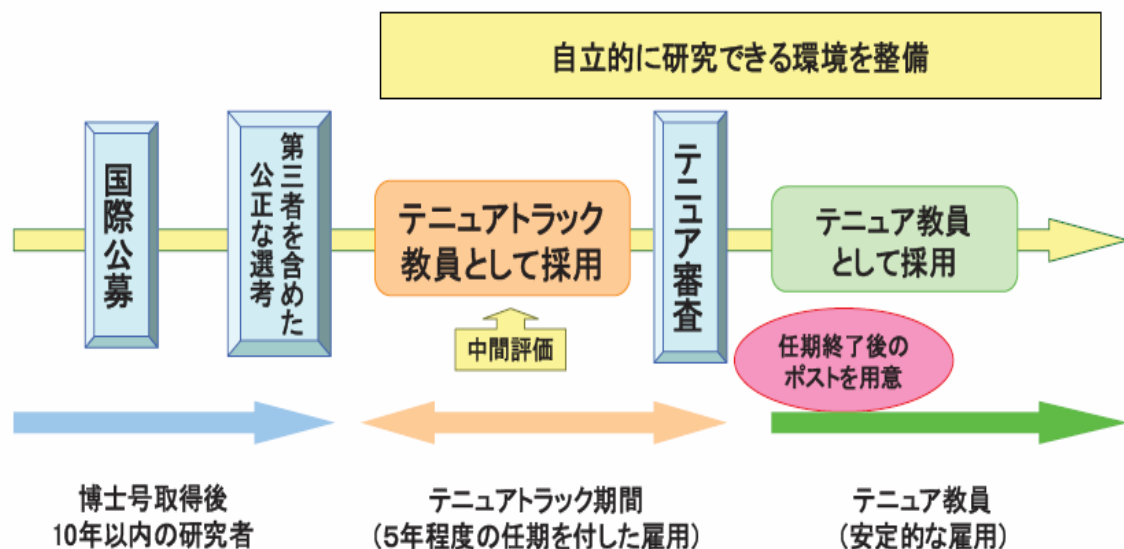 自立的に研究できる環境を整備
国際公募
第三者を含めた
公正な選考
テニュアトラック
教員として採用
中間評価
テニュア審査
テニュア教員
として採用
任期終了後の
ポストを用意
博士号取得後
10年以内の研究者
テニュアトラック期間
(5年程度の任期を付した雇用)
テニュア教員
(安定的な雇用)